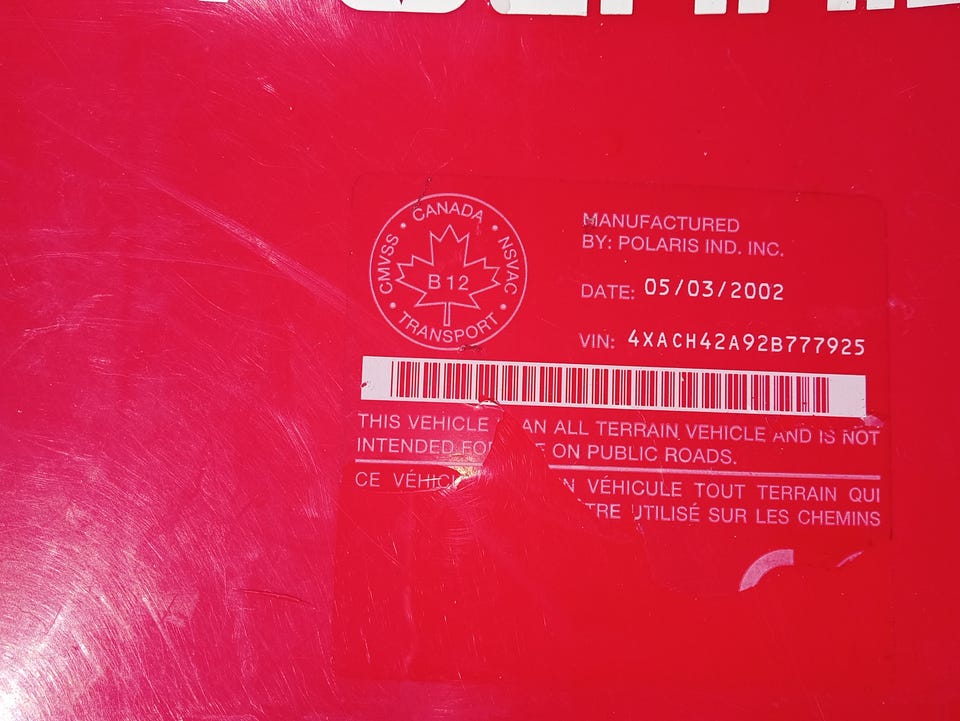 CANADA
CMVSS
NSVAC
B12
TRANSPORT
MANUFACTURED
BY: POLARIS IND. INC.
DATE: 05/03/2002
VIN: 4XACH42A92B777925
THIS VEHICLE AN ALL TERRAIN VEHICLE AND IS NOT
INTENDED ON PUBLIC ROADS.
CE VÉHICULE TOUT TERRAIN QUI
UTILISÉ SUR LES CHEMINS